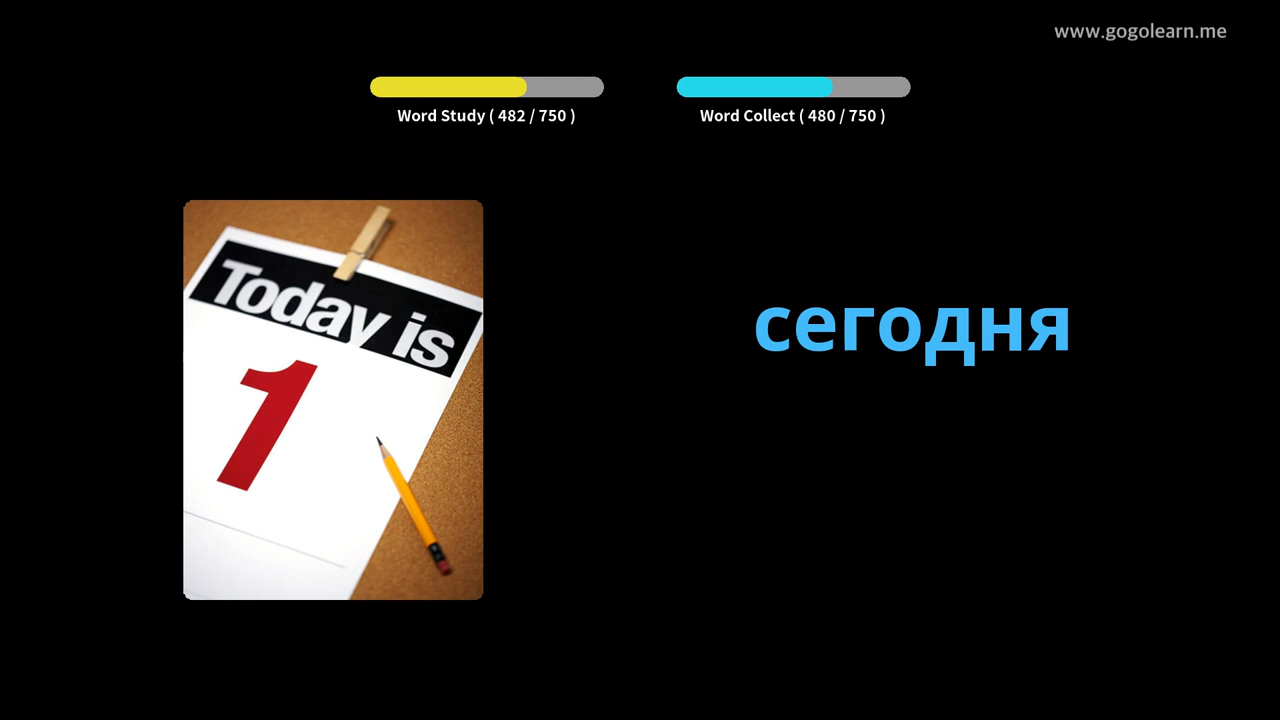 www.gogolearn.me
Word Study ( 482 / 750 )
Word Collect ( 480 / 750 )
Today is
1
сегодня